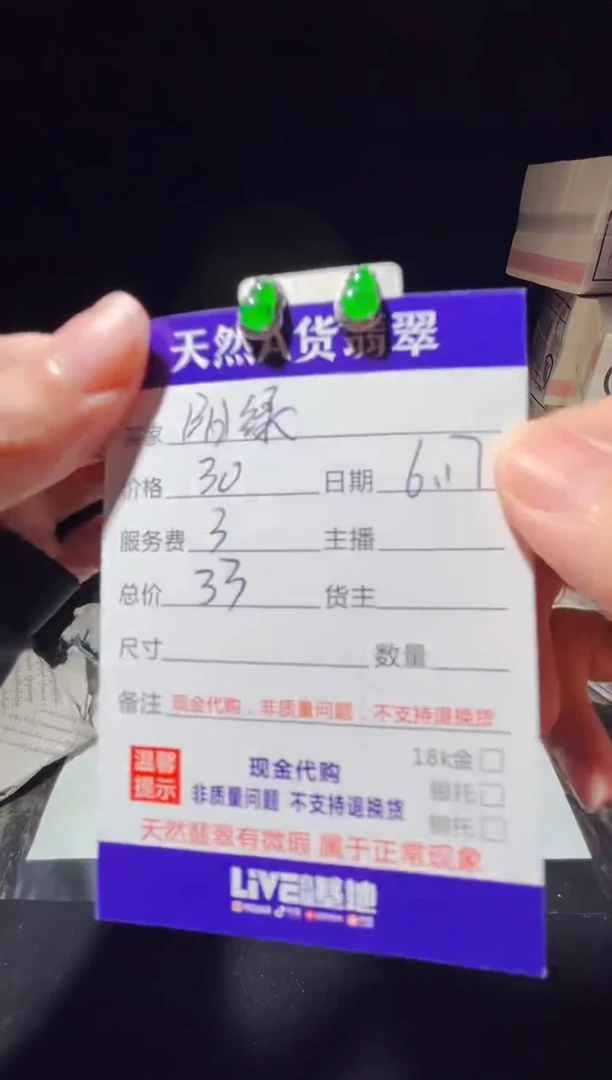 天然A货翡翠
买家 阳绿
价格 30 日期 6.17
服务费 3 主播
总价 33 货主
尺寸 数量
备注 现金代购，非质量问题，不支持退换货
温馨提示
现金代购
非质量问题 不支持退换货
18k金
银托
铜托
天然翡翠有微瑕 属于正常现象
LiVE 基地